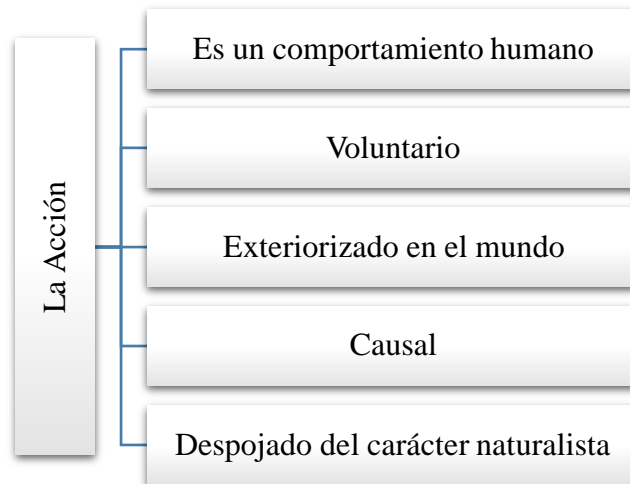 La Acción
Es un comportamiento humano
Voluntario
Exteriorizado en el mundo
Causal
Despojado del carácter naturalista